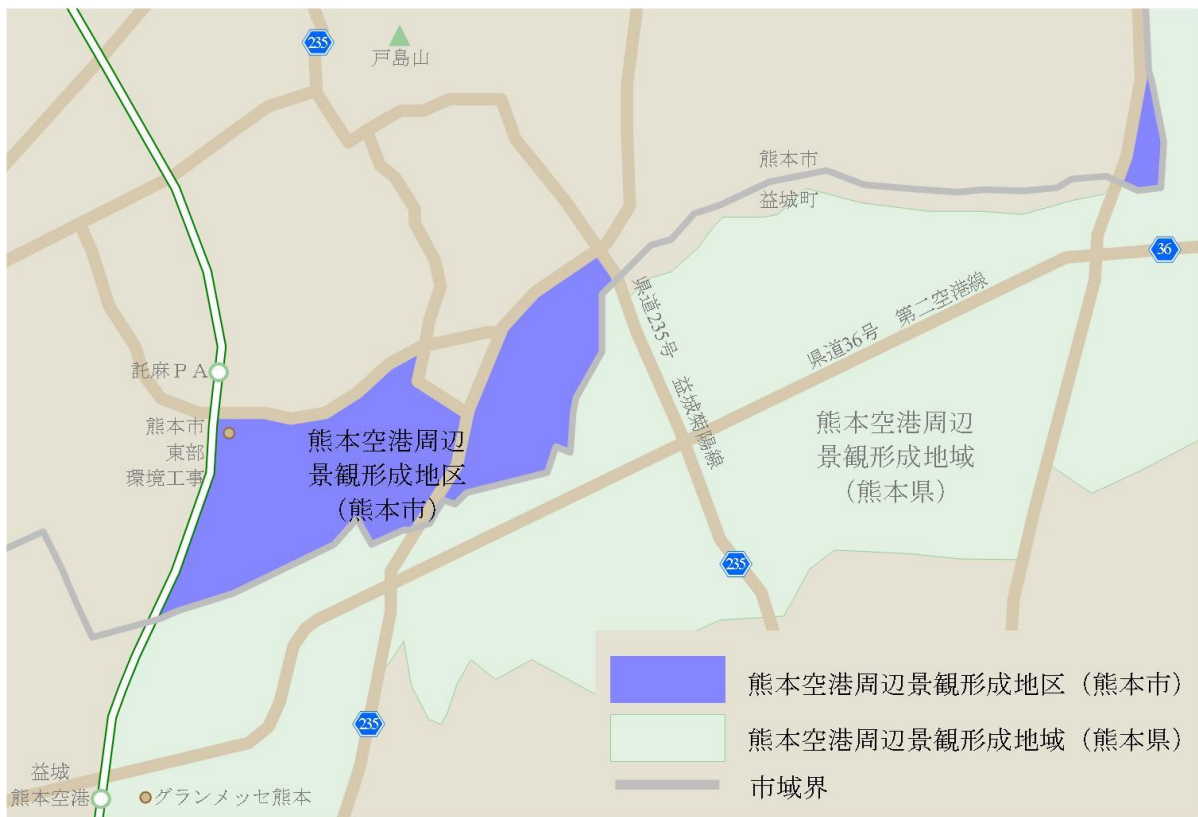 235
戸島山
熊本市
益城町
36
県道235号 益城菊陽線
県道36号 第二空港線
託麻PA
熊本市
東部
環境工事
熊本空港周辺
景観形成地区
(熊本市)
熊本空港周辺
景観形成地域
(熊本県)
235
235
熊本空港周辺景観形成地区(熊本市)
熊本空港周辺景観形成地域(熊本県)
市域界
益城
熊本空港
グランメッセ熊本